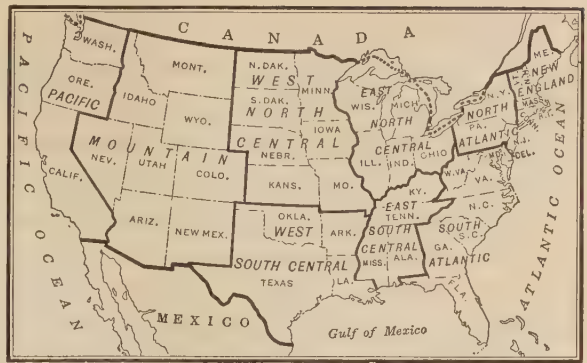 CANADA
PACIFIC OCEAN
ATLANTIC OCEAN
MEXICO
Gulf of Mexico
WASH.
ORE.
PACIFIC
CALIF.
MONT.
IDAHO
WYO.
MOUNTAIN
NEV.
UTAH
COLO.
ARIZ.
NEW MEX.
N.DAK.
WEST
MINN.
S.DAK.
NORTH
IOWA
CENTRAL
NEBR.
KANS.
MO.
EAST
WIS.
MICH.
NORTH
CENTRAL
ILL.
IND.
OHIO
OKLA.
ARK.
WEST
SOUTH CENTRAL
TEXAS
LA.
KY.
EAST
TENN.
SOUTH
CENTRAL
MISS.
ALA.
ME.
NEW
ENGLAND
VT.
N.H.
MASS.
CONN.
R.I.
N.Y.
NORTH
PA.
ATLANTIC
N.J.
DEL.
MD.
W.VA.
VA.
N.C.
SOUTH
S.C.
GA.
ATLANTIC
FLA.